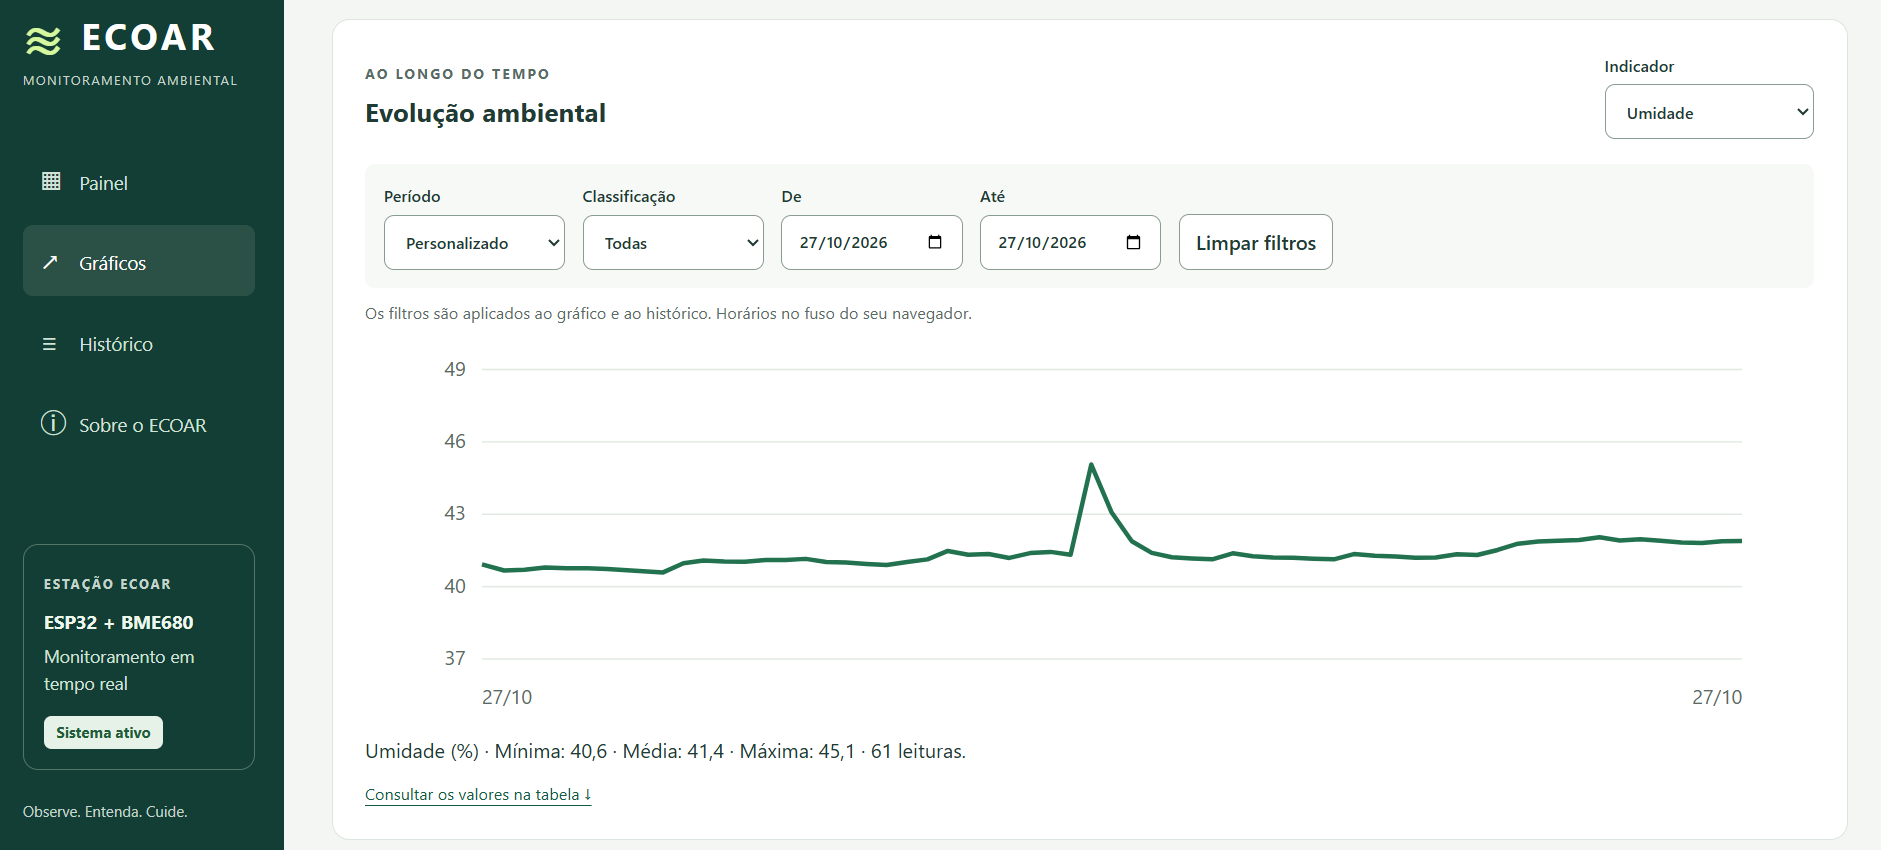 ECOAR
MONITORAMENTO AMBIENTAL
Painel
Gráficos
Histórico
Sobre o ECOAR
ESTAÇÃO ECOAR
ESP32 + BME680
Monitoramento em
tempo real
Sistema ativo
Observe. Entenda. Cuide.
AO LONGO DO TEMPO
Evolução ambiental
Indicador
Umidade
Período
Classificação
De
Até
Personalizado
Todas
27/10/2026
27/10/2026
Limpar filtros
Os filtros são aplicados ao gráfico e ao histórico. Horários no fuso do seu navegador.
49
46
43
40
37
27/10
27/10
Umidade (%) · Mínima: 40,6 · Média: 41,4 · Máxima: 45,1 · 61 leituras.
Consultar os valores na tabela ↓